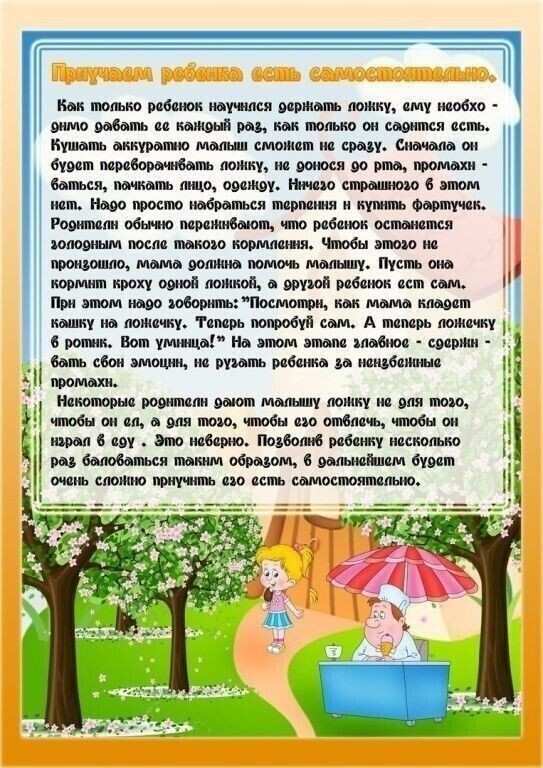 Приучаем ребенка есть самостоятельно.
Как только ребенок научился держать ложку, ему необхо -
димо давать ее каждый раз, как только он садится есть.
Кушать аккуратно малыш сможет не сразу. Сначала он
будет переворачивать ложку, не донося до рта, промахи -
ваться, пачкать лицо, одежду. Ничего страшного в этом
нет. Надо просто набраться терпения и купить фартучек.
Родители обычно переживают, что ребенок останется
голодным после такого кормления. Чтобы этого не
произошло, мама должна помочь малышу. Пусть она
кормит кроху одной ложкой, а другой ребенок ест сам.
При этом надо говорить: "Посмотри, как мама кладет
кашку на ложечку. Теперь попробуй сам. А теперь ложечку
в ротик. Вот умница!" На этом этапе главное - сдержи -
вать свои эмоции, не ругать ребенка за неизбежные
промахи.
Некоторые родители дают малышу ложку не для того,
чтобы он ел, а для того, чтобы его отвлечь, чтобы он
играл в еду . Это неверно. Позволив ребенку несколько
раз баловаться таким образом, в дальнейшем будет
очень сложно приучить его есть самостоятельно.